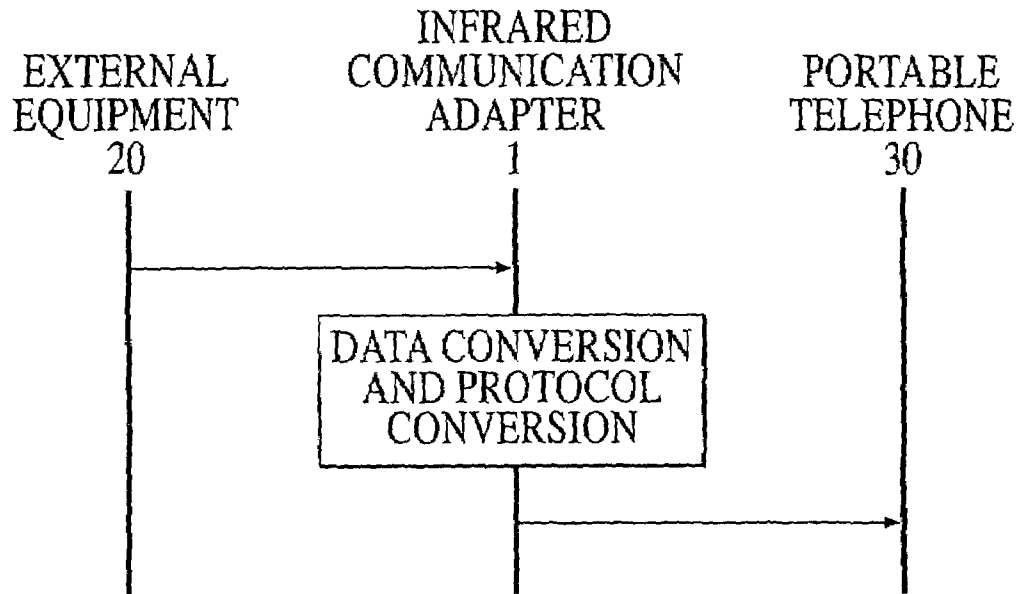 EXTERNAL
EQUIPMENT
20
INFRARED
COMMUNICATION
ADAPTER
1
PORTABLE
TELEPHONE
30
DATA CONVERSION
AND PROTOCOL
CONVERSION